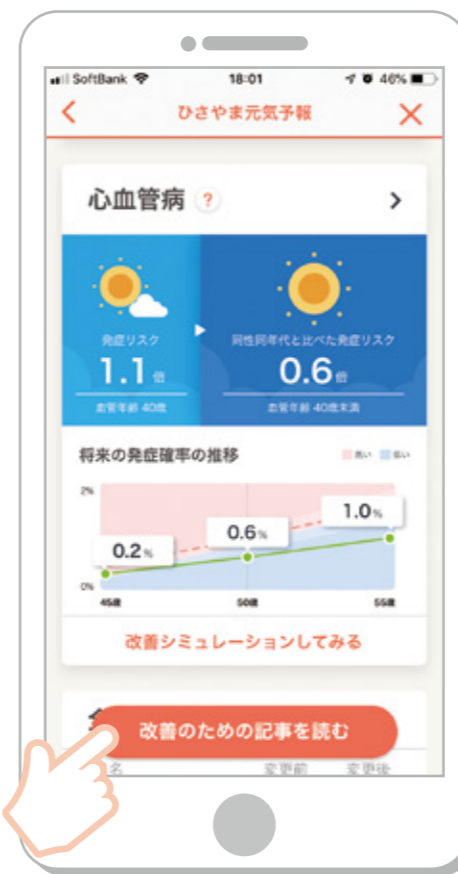 SoftBank 18:01 46%
ひさやま元気予報
心血管病 ?
発症リスク
1.1倍
血管年齢 40歳
同性同年代と比べた発症リスク
0.6倍
血管年齢 40歳未満
将来の発症確率の推移 高い 低い
2%
0.2%
0.6%
1.0%
0%
45歳 50歳 55歳
改善シミュレーションしてみる
改善のための記事を読む
名 変更前 変更後